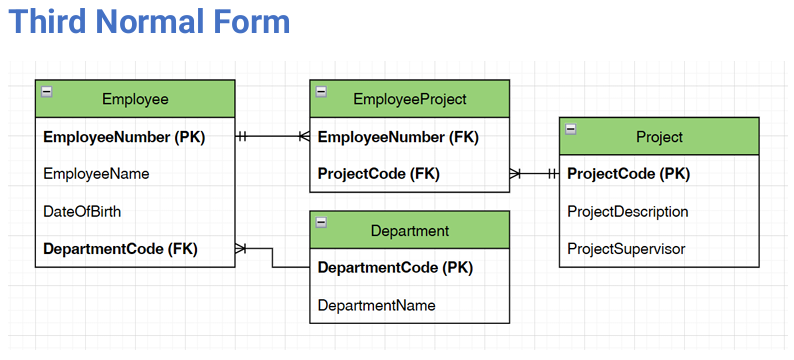 Third Normal Form
Employee
EmployeeNumber (PK)
EmployeeName
DateOfBirth
DepartmentCode (FK)
EmployeeProject
EmployeeNumber (FK)
ProjectCode (FK)
Department
DepartmentCode (PK)
DepartmentName
Project
ProjectCode (PK)
ProjectDescription
ProjectSupervisor